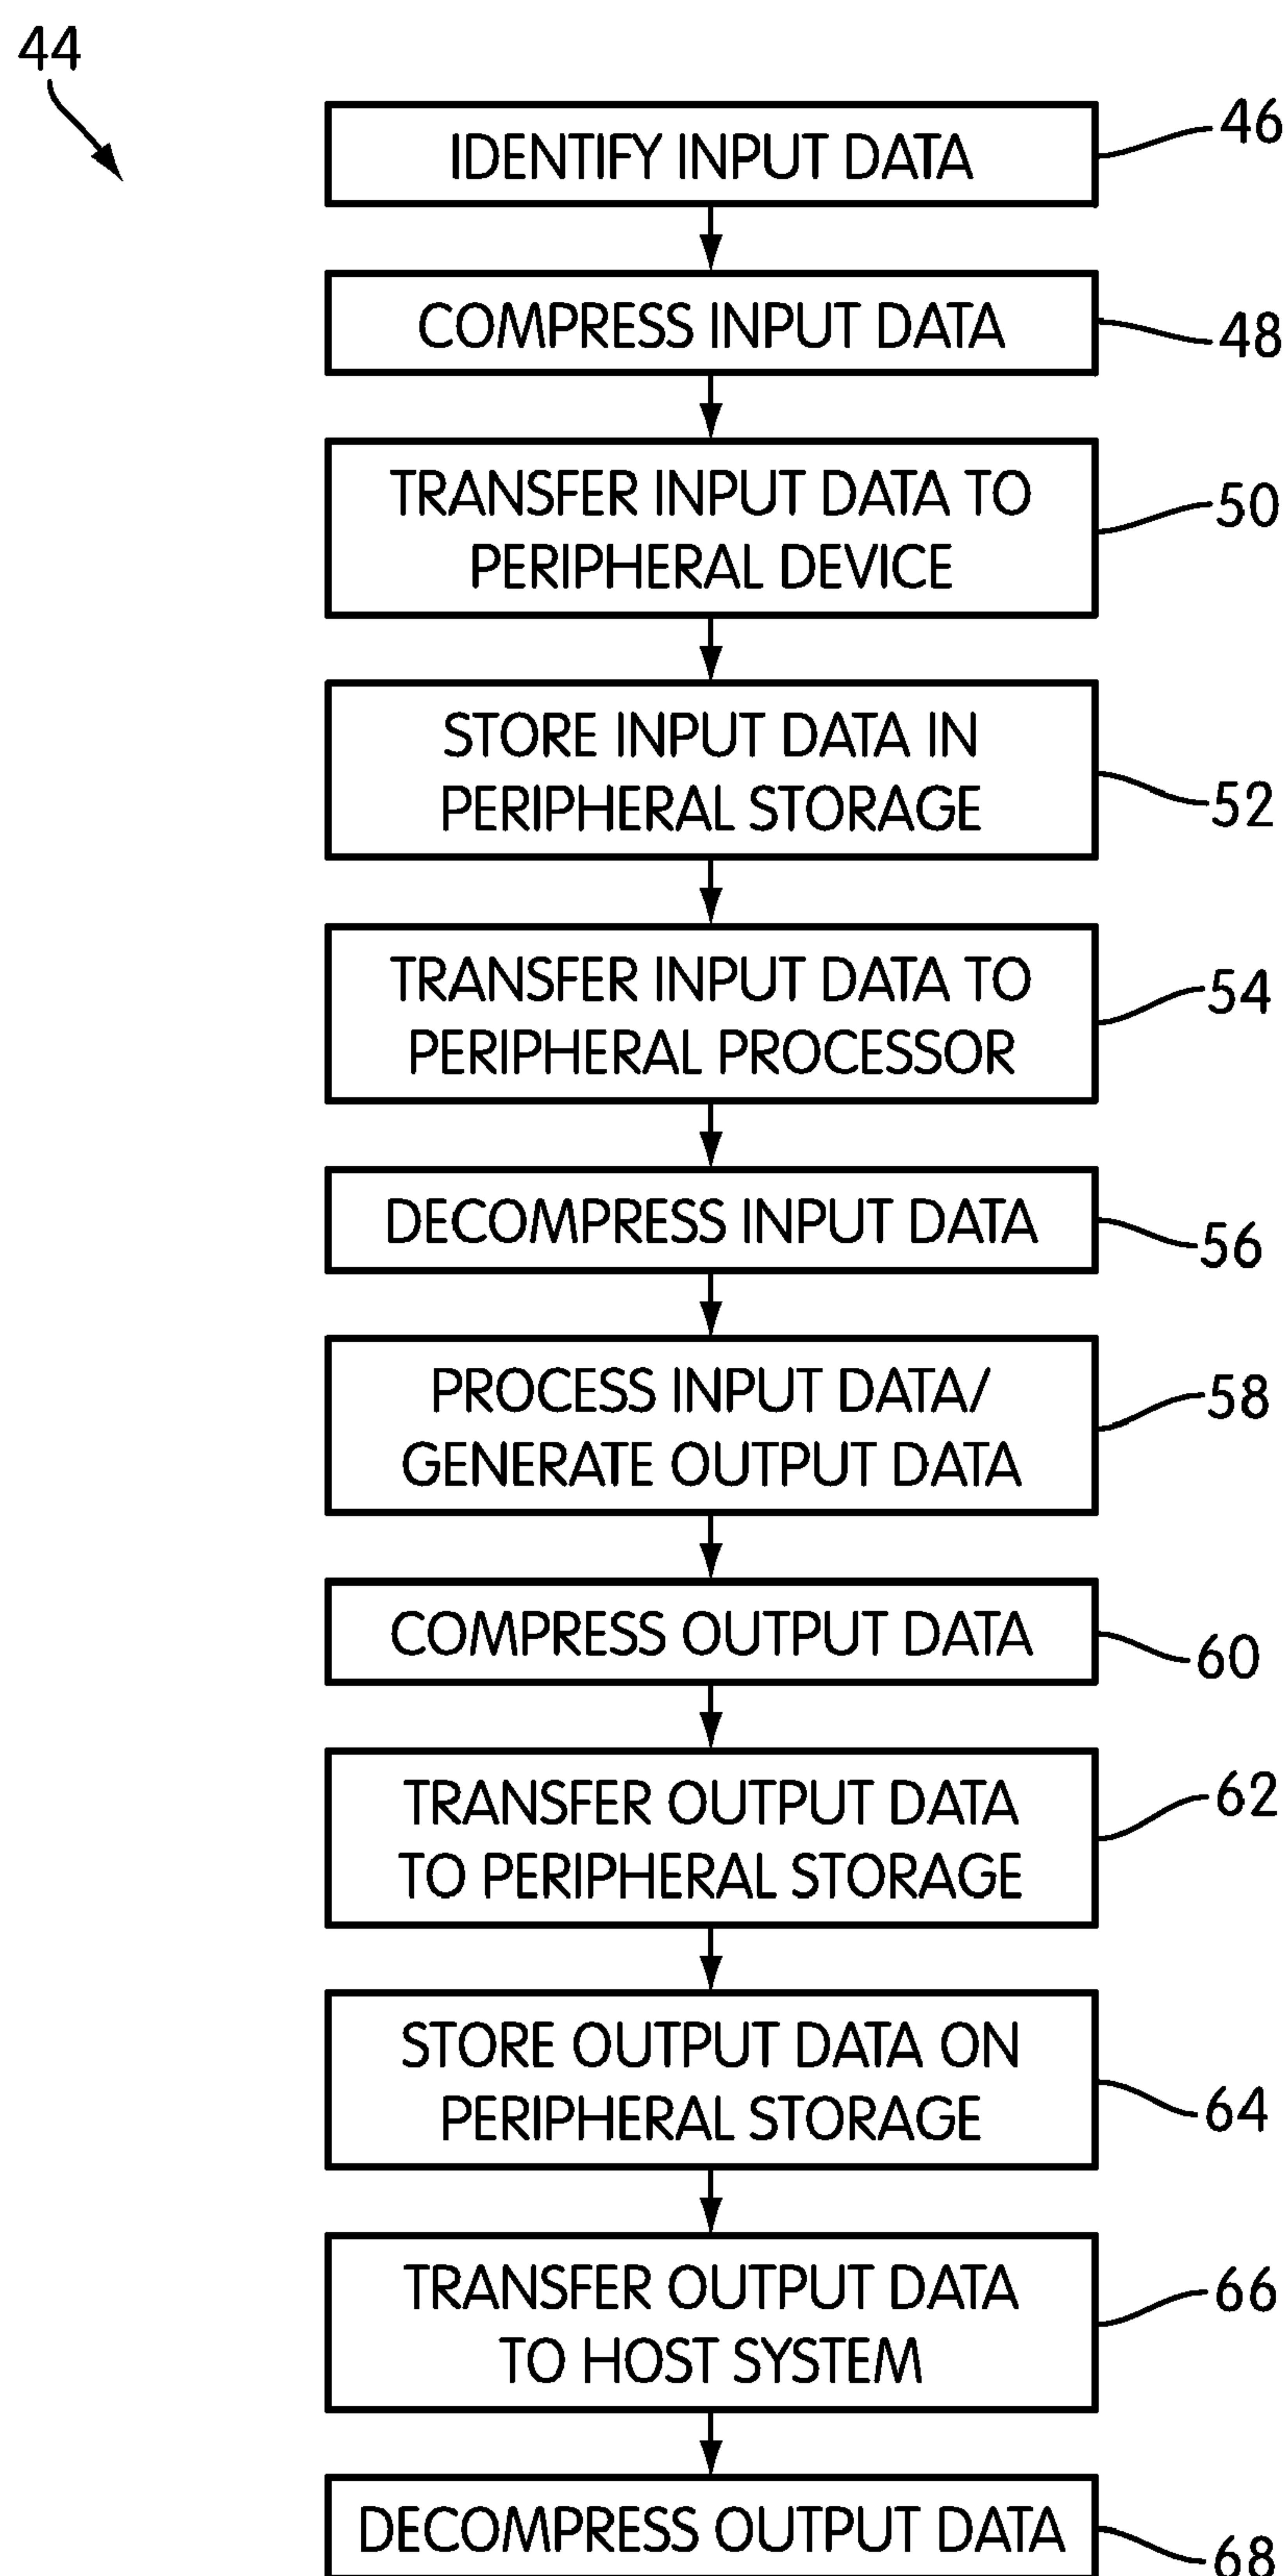 44
IDENTIFY INPUT DATA
46
COMPRESS INPUT DATA
48
TRANSFER INPUT DATA TO
PERIPHERAL DEVICE
50
STORE INPUT DATA IN
PERIPHERAL STORAGE
52
TRANSFER INPUT DATA TO
PERIPHERAL PROCESSOR
54
DECOMPRESS INPUT DATA
56
PROCESS INPUT DATA/
GENERATE OUTPUT DATA
58
COMPRESS OUTPUT DATA
60
TRANSFER OUTPUT DATA
TO PERIPHERAL STORAGE
62
STORE OUTPUT DATA ON
PERIPHERAL STORAGE
64
TRANSFER OUTPUT DATA
TO HOST SYSTEM
66
DECOMPRESS OUTPUT DATA
68